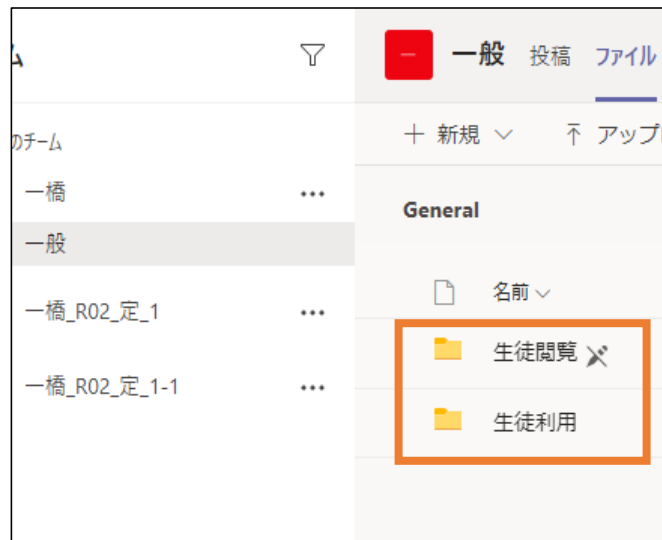 ム
のチーム
一橋 •••
一般
一橋_R02_定_1 •••
一橋_R02_定_1-1 •••
一 一般 投稿 ファイル
＋ 新規 アップ
General
名前
生徒閲覧
生徒利用